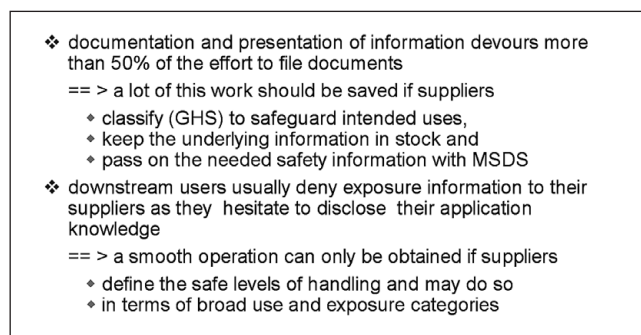 ❖ documentation and presentation of information devours more
than 50% of the effort to file documents
== > a lot of this work should be saved if suppliers
◆ classify (GHS) to safeguard intended uses,
◆ keep the underlying information in stock and
◆ pass on the needed safety information with MSDS
❖ downstream users usually deny exposure information to their
suppliers as they hesitate to disclose their application
knowledge
== > a smooth operation can only be obtained if suppliers
◆ define the safe levels of handling and may do so
◆ in terms of broad use and exposure categories